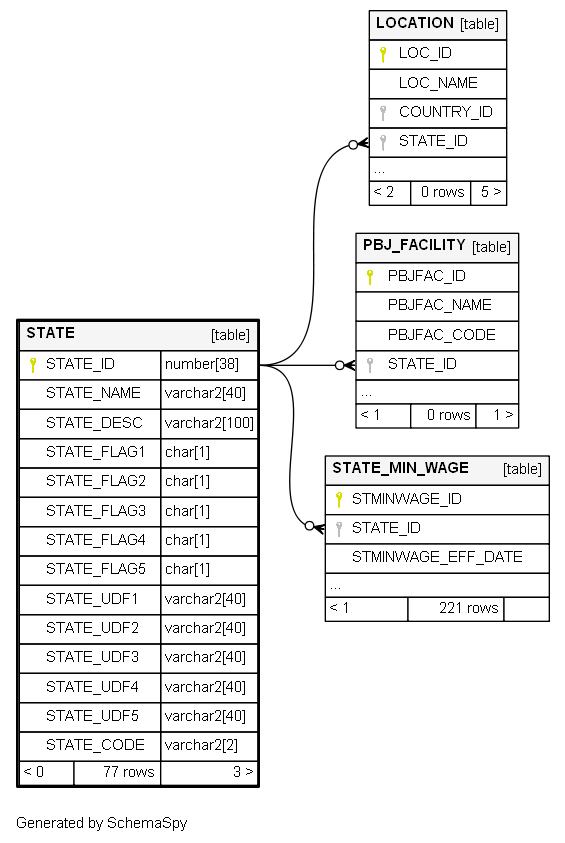 LOCATION [table]
LOC_ID
LOC_NAME
COUNTRY_ID
STATE_ID
...
< 2 0 rows 5 >
PBJ_FACILITY [table]
PBJFAC_ID
PBJFAC_NAME
PBJFAC_CODE
STATE_ID
...
< 1 0 rows 1 >
STATE [table]
STATE_ID number[38]
STATE_NAME varchar2[40]
STATE_DESC varchar2[100]
STATE_FLAG1 char[1]
STATE_FLAG2 char[1]
STATE_FLAG3 char[1]
STATE_FLAG4 char[1]
STATE_FLAG5 char[1]
STATE_UDF1 varchar2[40]
STATE_UDF2 varchar2[40]
STATE_UDF3 varchar2[40]
STATE_UDF4 varchar2[40]
STATE_UDF5 varchar2[40]
STATE_CODE varchar2[2]
< 0 77 rows 3 >
STATE_MIN_WAGE [table]
STMINWAGE_ID
STATE_ID
STMINWAGE_EFF_DATE
...
< 1 221 rows
Generated by SchemaSpy